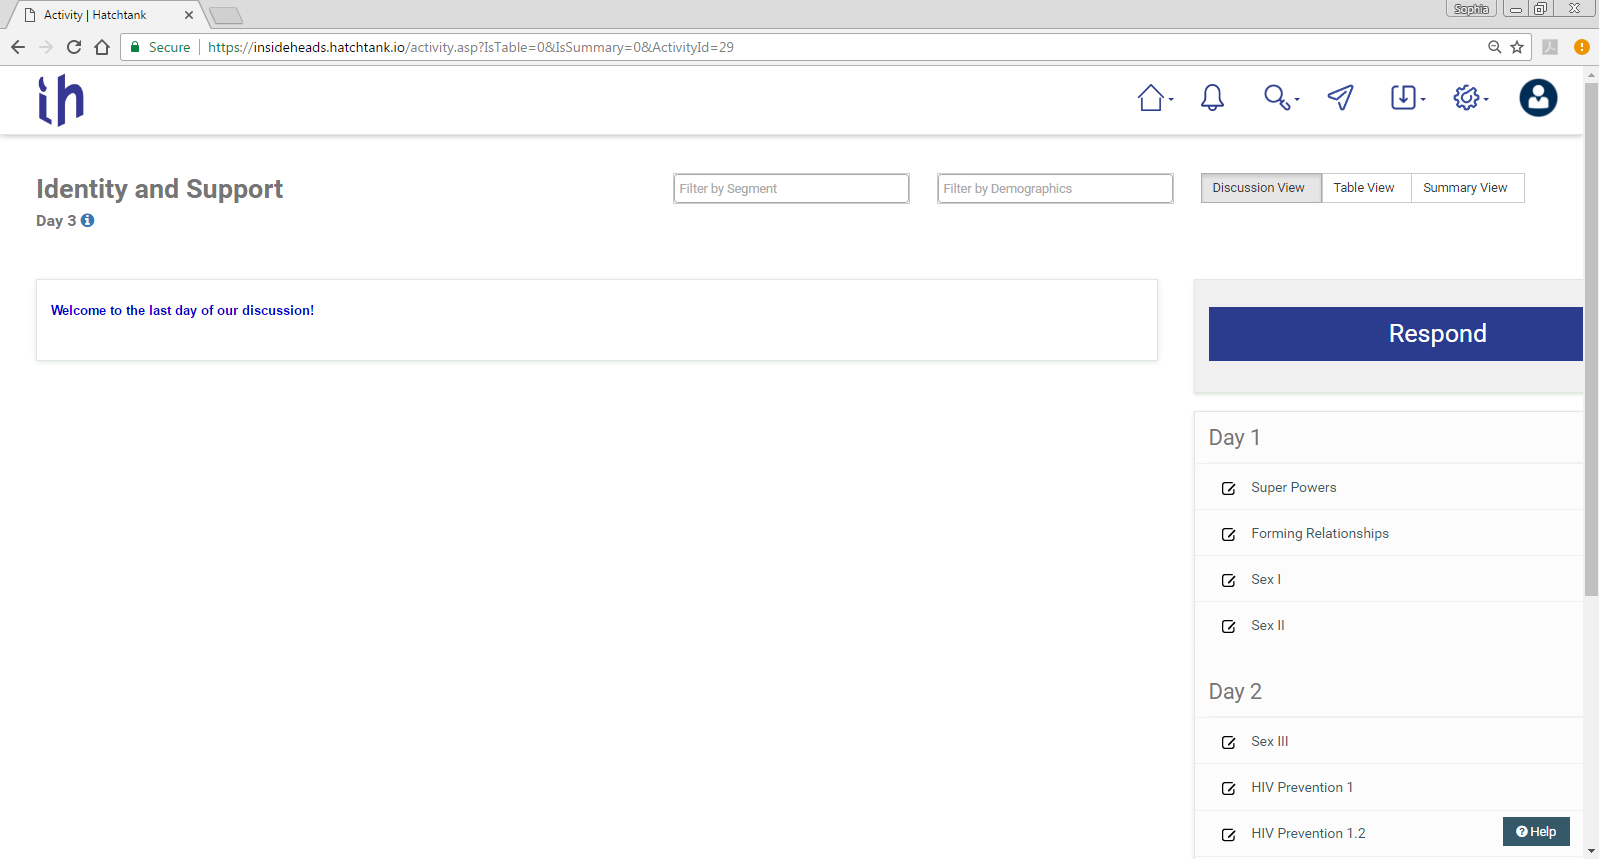 Activity | Hatchtank
Sophia
Secure
https://insideheads.hatchtank.io/activity.asp?IsTable=0&IsSummary=0&ActivityId=29
ih
Identity and Support
Filter by Segment
Filter by Demographics
Discussion View
Table View
Summary View
Day 3
Welcome to the last day of our discussion!
Respond
Day 1
Super Powers
Forming Relationships
Sex I
Sex II
Day 2
Sex III
HIV Prevention 1
HIV Prevention 1.2
Help